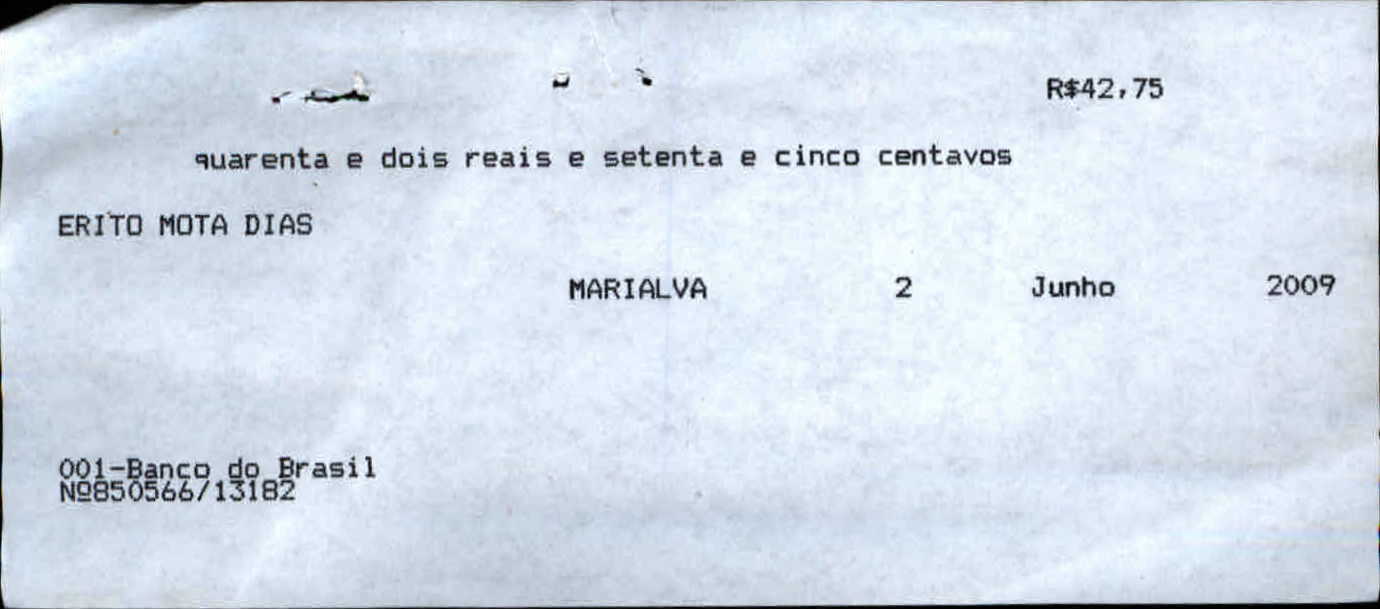 R$42,75
quarenta e dois reais e setenta e cinco centavos
ERITO MOTA DIAS
MARIALVA 2 Junho 2009
001-Banco do Brasil
Nº850566/13182